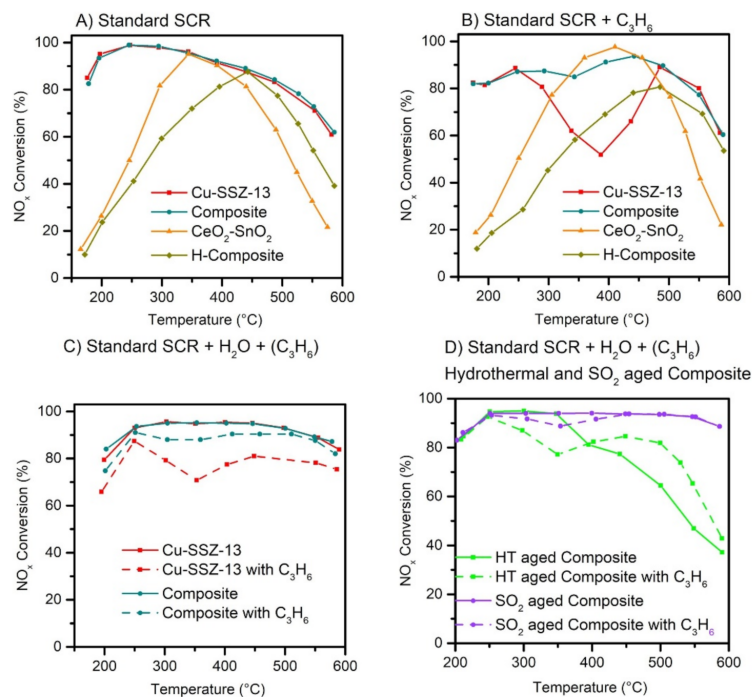 A) Standard SCR
NOx Conversion (%)
100
80
60
40
20
0
Cu-SSZ-13
Composite
CeO2-SnO2
H-Composite
200 300 400 500 600
Temperature (°C)
B) Standard SCR + C3H6
NOx Conversion (%)
100
80
60
40
20
0
Cu-SSZ-13
Composite
CeO2-SnO2
H-Composite
200 300 400 500 600
Temperature (°C)
C) Standard SCR + H2O + (C3H6)
NOx Conversion (%)
100
80
60
40
20
0
Cu-SSZ-13
Cu-SSZ-13 with C3H6
Composite
Composite with C3H6
100 200 300 400 500 600
Temperature (°C)
D) Standard SCR + H2O + (C3H6)
Hydrothermal and SO2 aged Composite
NOx Conversion (%)
100
80
60
40
20
0
HT aged Composite
HT aged Composite with C3H6
SO2 aged Composite
SO2 aged Composite with C3H6
200 300 400 500 600
Temperature (°C)